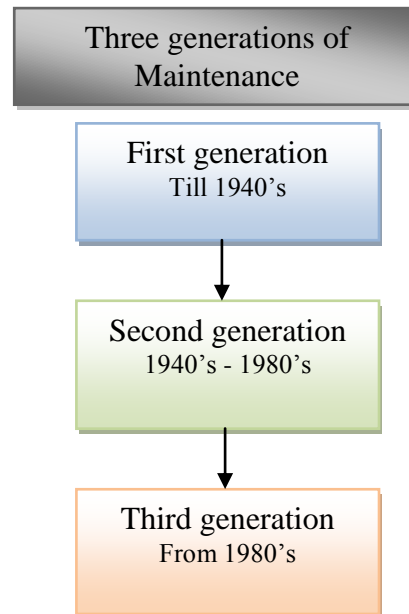 Three generations of
Maintenance
First generation
Till 1940’s
Second generation
1940’s - 1980’s
Third generation
From 1980’s